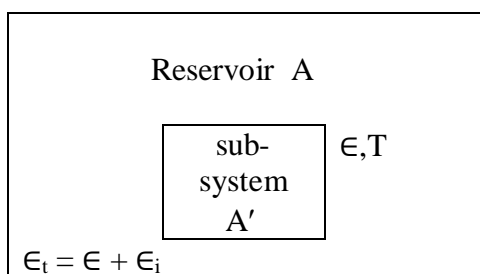 Reservoir A
sub-
∈,T
system
A′
∈ₜ = ∈ + ∈ᵢ